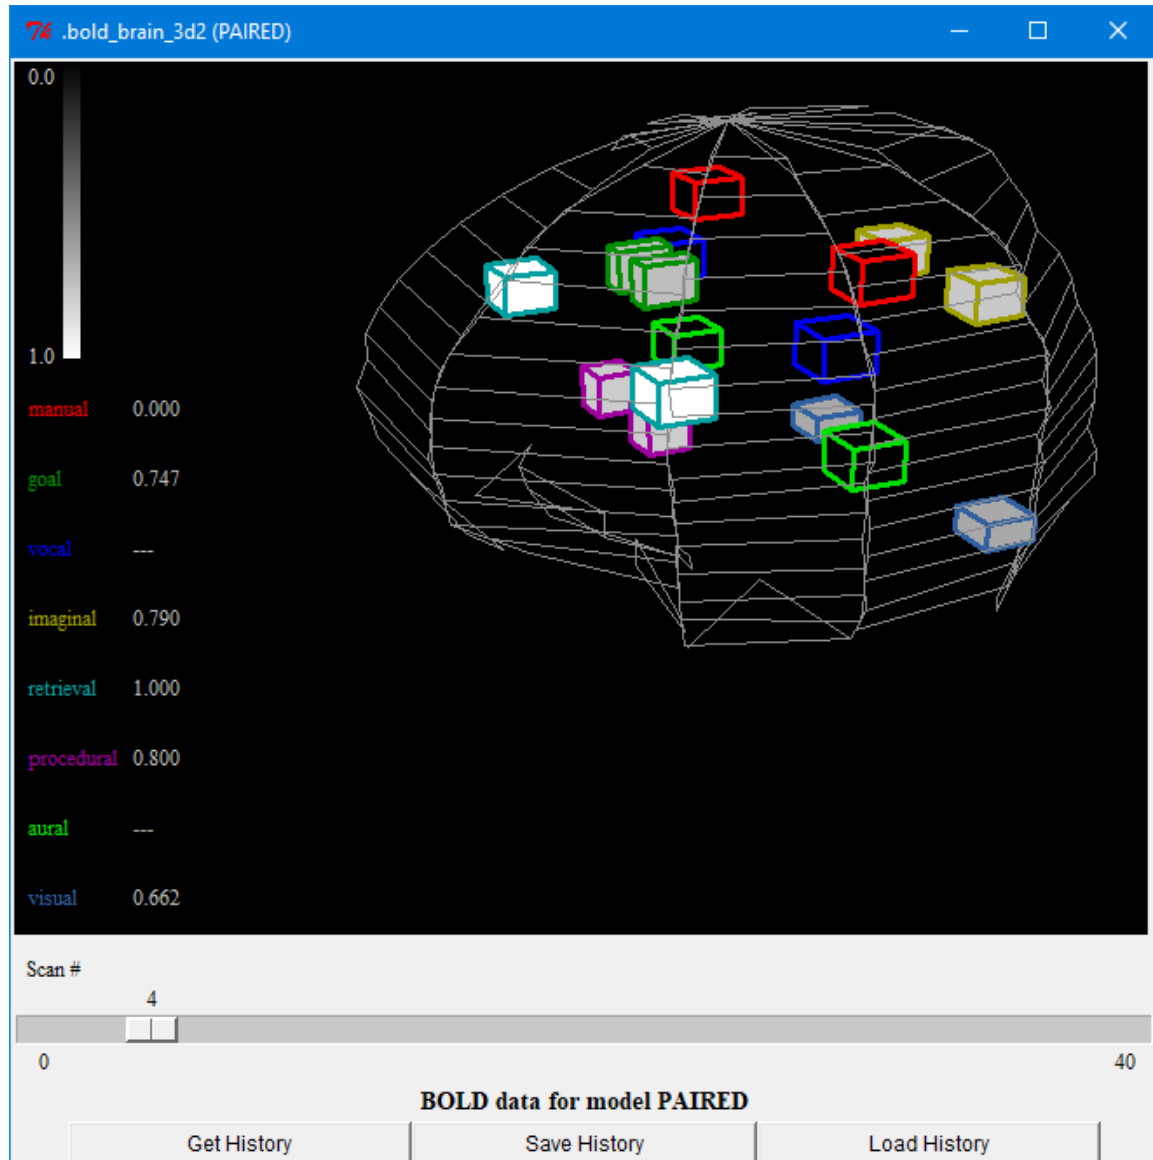 .bold_brain_3d2 (PAIRED)
0.0
1.0
manual 0.000
goal 0.747
vocal ---
imaginal 0.790
retrieval 1.000
procedural 0.800
aural ---
visual 0.662
Scan #
4
0 40
BOLD data for model PAIRED
Get History Save History Load History